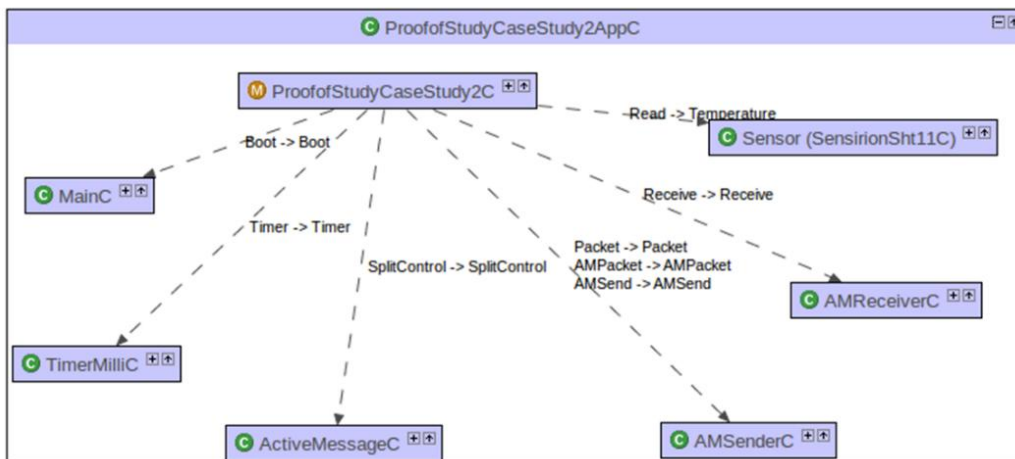 C ProofofStudyCaseStudy2AppC
M ProofofStudyCaseStudy2C
Read -> Temperature
C Sensor (SensirionSht11C)
Boot -> Boot
C MainC
Receive -> Receive
Timer -> Timer
Packet -> Packet
AMPacket -> AMPacket
AMSend -> AMSend
SplitControl -> SplitControl
C AMReceiverC
C TimerMilliC
C ActiveMessageC
C AMSenderC